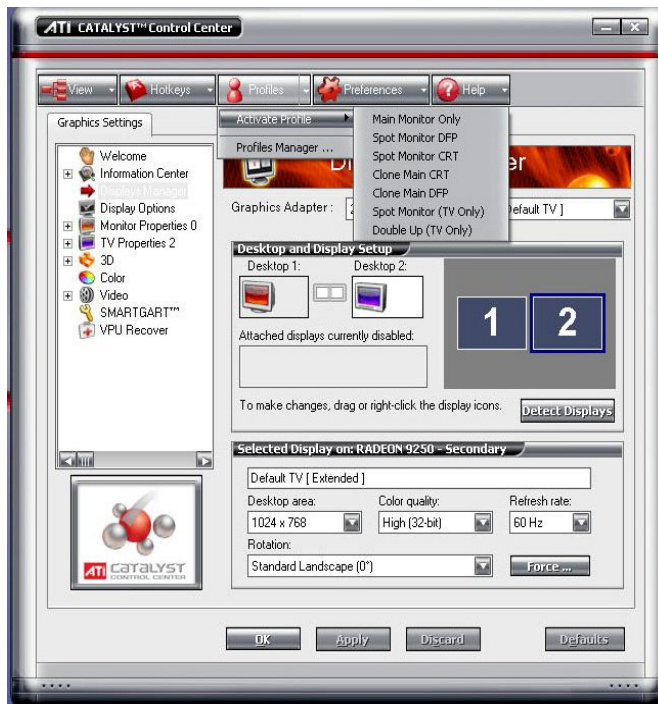 ATI CATALYST™ Control Center
View Hotkeys Profiles Preferences Help
Graphics Settings
Activate Profile
Profiles Manager ...
Main Monitor Only
Spot Monitor DFP
Spot Monitor CRT
Clone Main CRT
Clone Main DFP
Spot Monitor (TV Only)
Double Up (TV Only)
Welcome
Information Center
Displays Manager
Display Options
Monitor Properties 0
TV Properties 2
3D
Color
Video
SMARTGART™
VPU Recover
Graphics Adapter : efault TV ]
Desktop and Display Setup
Desktop 1: Desktop 2:
1 2
Attached displays currently disabled:
To make changes, drag or right-click the display icons.
Detect Displays
Selected Display on: RADEON 9250 - Secondary
Default TV [ Extended ]
Desktop area: Color quality: Refresh rate:
1024 x 768 High (32-bit) 60 Hz
Rotation:
Standard Landscape (0°) Force ...
ATI CATALYST
CONTROL CENTER
OK Apply Discard Defaults